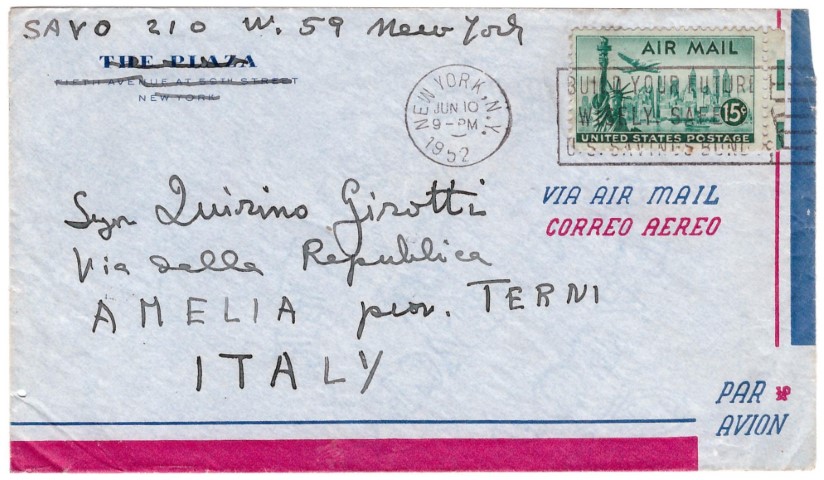 SAVO 210 W. 59 New York
THE PLAZA
FIFTH AVENUE AT 59TH STREET
NEW YORK
AIR MAIL
15¢
UNITED STATES POSTAGE
NEW YORK, N.Y.
JUN 10
9-PM
1952
BUILD YOUR FUTURE
WISELY SAFELY
U.S. SAVINGS BONDS
VIA AIR MAIL
CORREO AEREO
Sign Quirino Girotti
Via della Repubblica
AMELIA prov. TERNI
ITALY
PAR
AVION